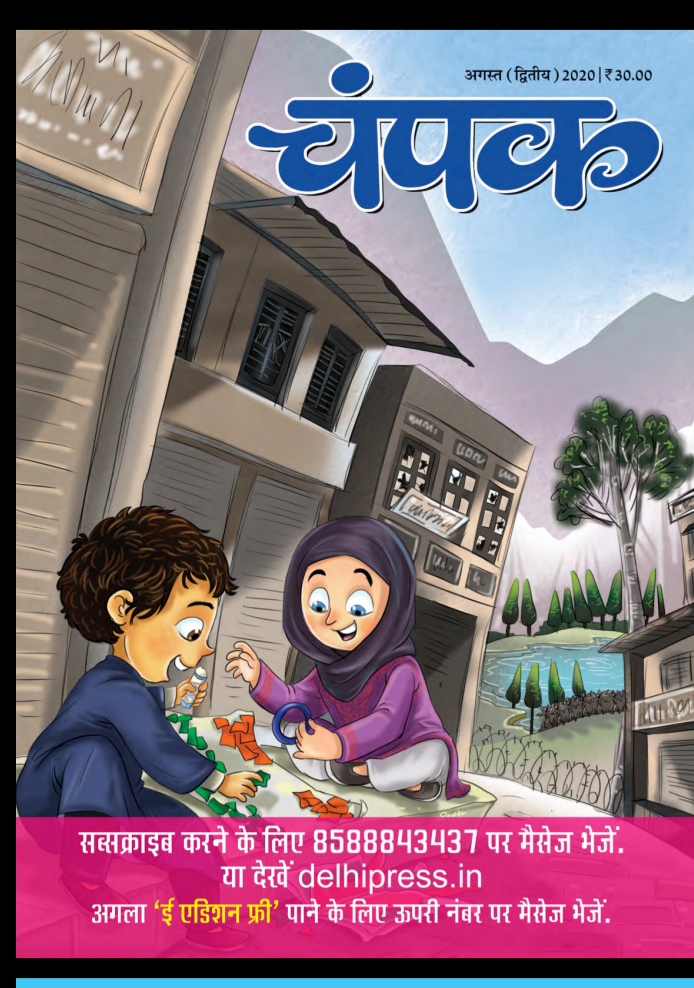 अगस्त ( द्वितीय ) 2020 | ₹ 30.00
चंपक
सब्सक्राइब करने के लिए 8588843437 पर मैसेज भेजें.
या देखें delhipress.in
अगला ‘ई एडिशन फ्री’ पाने के लिए ऊपरी नंबर पर मैसेज भेजें.